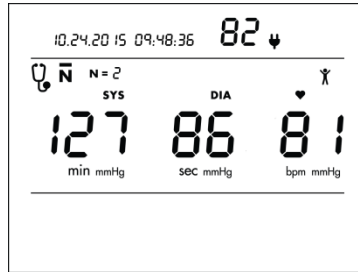 10.24.2015 09:48:36 82
N N = 2
SYS DIA
127 86 81
min mmHg sec mmHg bpm mmHg